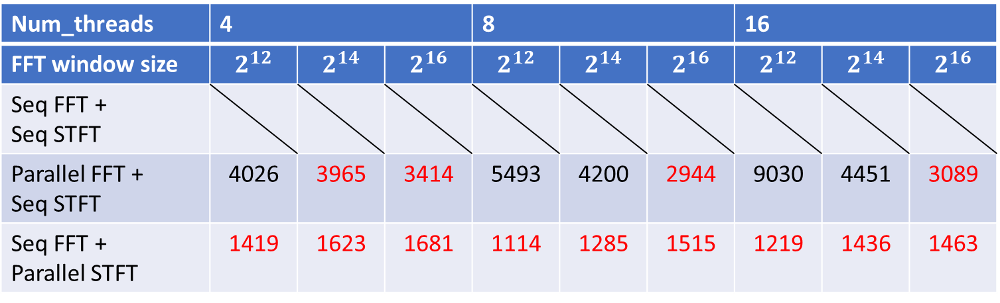 Num_threads 4 8 16
FFT window size 2^12 2^14 2^16 2^12 2^14 2^16 2^12 2^14 2^16
Seq FFT +
Seq STFT
Parallel FFT + 4026 3965 3414 5493 4200 2944 9030 4451 3089
Seq STFT
Seq FFT + 1419 1623 1681 1114 1285 1515 1219 1436 1463
Parallel STFT